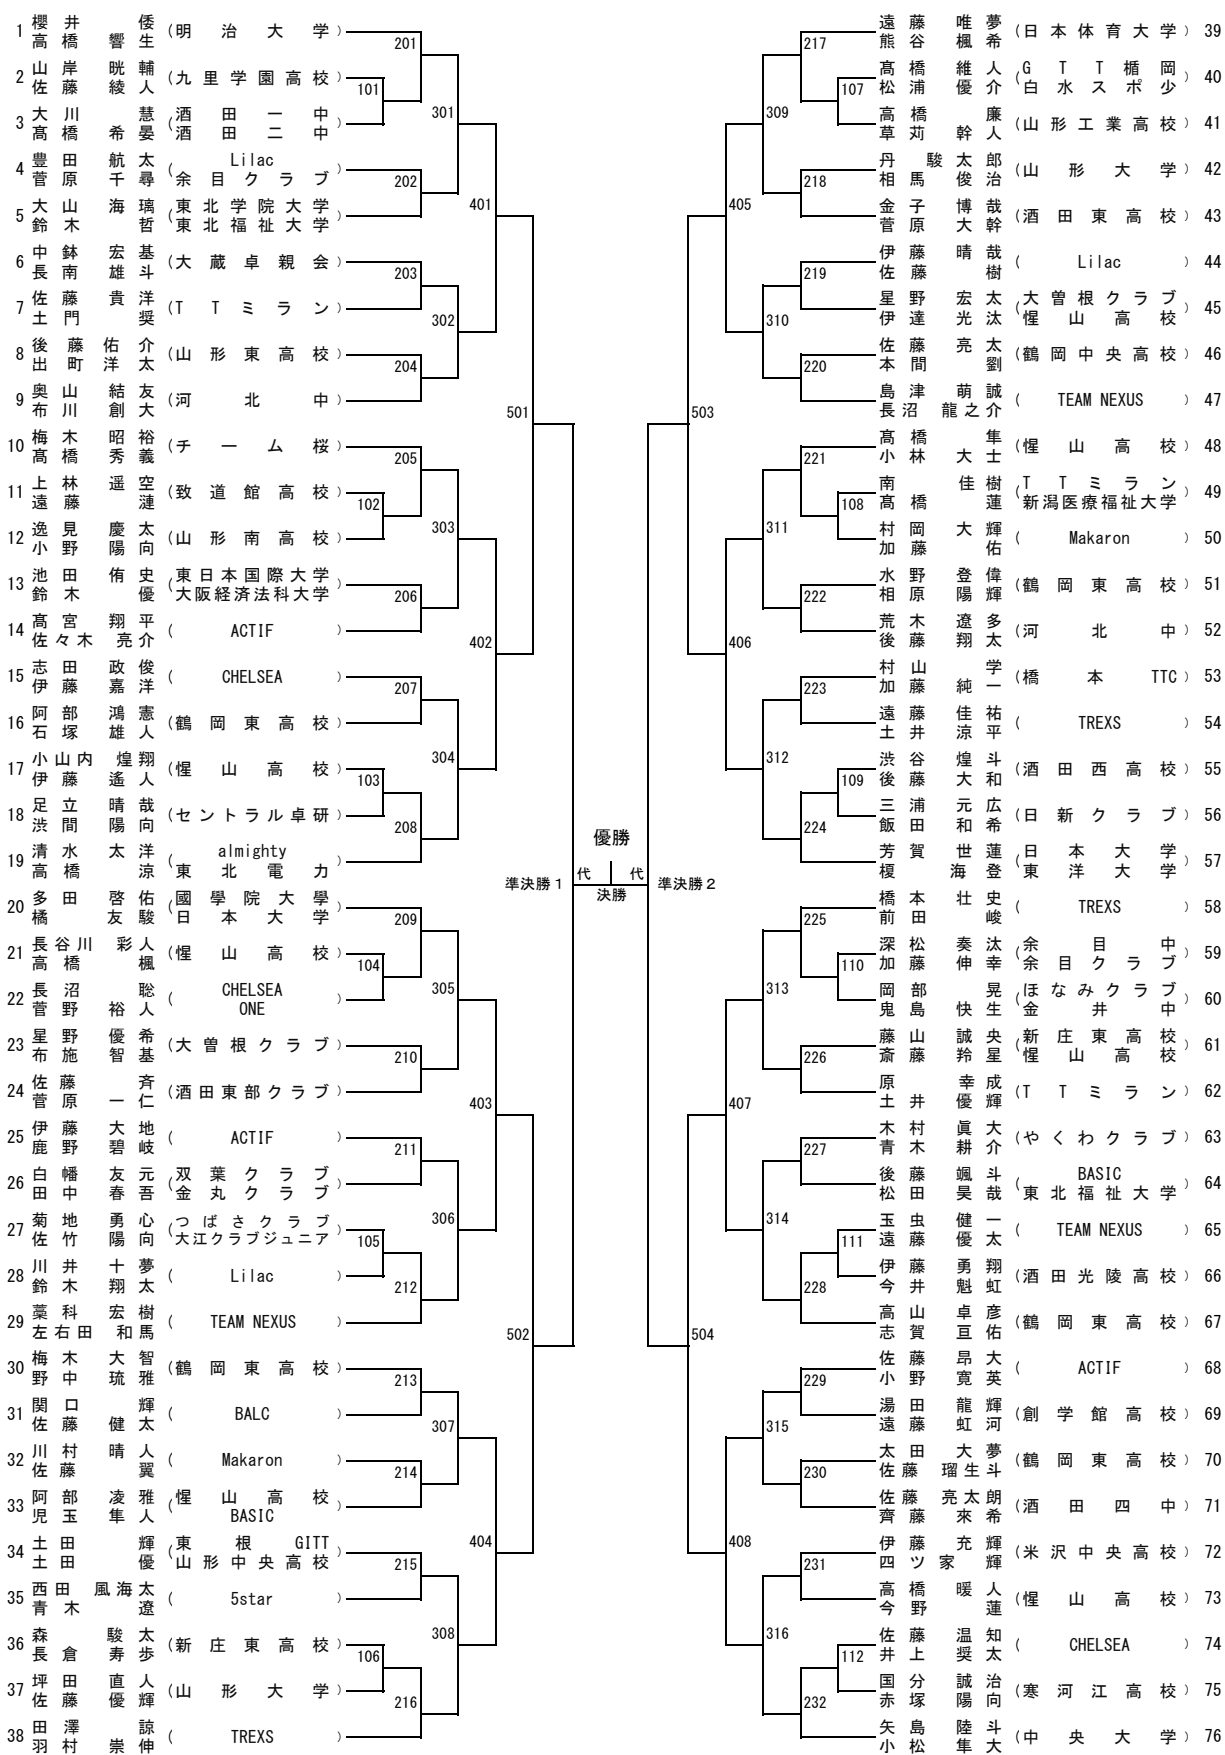 1 櫻井 倭 (明治大学)
高橋 響生
201
2 山岸 晄輔 (九里学園高校)
佐藤 綾人
101
3 大川 慧 (酒田一中
髙橋 希晏 酒田二中)
301
4 豊田 航太 (Lilac
菅原 千尋 余目クラブ)
202
5 大山 海璃 (東北学院大学
鈴木 哲 東北福祉大学)
401
6 中鉢 宏基 (大蔵卓親会)
長南 雄斗
203
7 佐藤 貴洋 (TTミラン)
土門 奨
302
8 後藤 佑介 (山形東高校)
出町 洋太
204
9 奥山 結友 (河北中)
布川 創大
501
10 梅木 昭裕 (チーム桜)
髙橋 秀義
205
11 上林 遥空 (致道館高校)
遠藤 漣
102
12 逸見 慶太 (山形南高校)
小野 陽向
303
13 池田 侑史 (東日本国際大学
鈴木 優 大阪経済法科大学)
206
14 髙宮 翔平 (ACTIF)
佐々木 亮介
402
15 志田 政俊 (CHELSEA)
伊藤 嘉洋
207
16 阿部 鴻憲 (鶴岡東高校)
石塚 雄人
304
17 小山内 煌翔 (惺山高校)
伊藤 遙人
103
18 足立 晴哉 (セントラル卓研)
渋間 陽向
208
19 清水 太洋 (almighty
高橋 涼 東北電力)
準決勝1
20 多田 啓佑 (國學院大學
橘 友駿 日本大学)
209
21 長谷川 彩人 (惺山高校)
高橋 楓
104
22 長沼 聡 (CHELSEA
菅野 裕人 ONE)
305
23 星野 優希 (大曽根クラブ)
布施 智基
210
24 佐藤 斉 (酒田東部クラブ)
菅原 一仁
403
25 伊藤 大地 (ACTIF)
鹿野 碧岐
211
26 白幡 友元 (双葉クラブ
田中 春吾 金丸クラブ)
306
27 菊地 勇心 (つばさクラブ
佐竹 陽向 大江クラブジュニア)
105
28 川井 十夢 (Lilac)
鈴木 翔太
212
29 藁科 宏樹 (TEAM NEXUS)
左右田 和馬
502
30 梅木 大智 (鶴岡東高校)
野中 琉雅
213
31 関口 輝 (BALC)
佐藤 健太
307
32 川村 晴人 (Makaron)
佐藤 翼
214
33 阿部 凌雅 (惺山高校
児玉 隼人 BASIC)
404
34 土田 輝 (東根GITT
土田 優 山形中央高校)
215
35 西田 風海太 (5star)
青木 遼
308
36 森 駿太 (新庄東高校)
長倉 寿歩
106
37 坪田 直人 (山形大学)
佐藤 優輝
216
38 田澤 諒 (TREXS)
羽村 崇伸
優勝
代 代
決勝
遠藤 唯夢 (日本体育大学) 39
熊谷 楓希
217
髙橋 維人 (GTT楯岡 40
松浦 優介 白水スポ少)
107
高橋 廉 (山形工業高校) 41
草苅 幹人
309
丹 駿太郎 (山形大学) 42
相馬 俊治
218
金子 博哉 (酒田東高校) 43
菅原 大幹
405
伊藤 晴哉 (Lilac) 44
佐藤 樹
219
星野 宏太 (大曽根クラブ 45
伊達 光汰 惺山高校)
310
佐藤 亮太 (鶴岡中央高校) 46
本間 劉
220
島津 萌誠 (TEAM NEXUS) 47
長沼 龍之介
503
髙橋 隼 (惺山高校) 48
小林 大士
221
南 佳樹 (TTミラン 49
髙橋 蓮 新潟医療福祉大学)
108
村岡 大輝 (Makaron) 50
加藤 佑
311
水野 登偉 (鶴岡東高校) 51
相原 陽輝
222
荒木 遼多 (河北中) 52
後藤 翔太
406
村山 学 (橋本TTC) 53
加藤 純一
223
遠藤 佳祐 (TREXS) 54
土井 涼平
312
渋谷 煌斗 (酒田西高校) 55
後藤 大和
109
三浦 元広 (日新クラブ) 56
飯田 和希
224
芳賀 世蓮 (日本大学 57
榎 海登 東洋大学)
準決勝2
橋本 壮史 (TREXS) 58
前田 峻
225
深松 奏汰 (余目中 59
加藤 伸幸 余目クラブ)
110
岡部 晃 (ほなみクラブ 60
鬼島 快生 金井中)
313
藤山 誠央 (新庄東高校 61
斎藤 羚星 惺山高校)
226
原 幸成 (TTミラン) 62
土井 優輝
407
木村 眞大 (やくわクラブ) 63
青木 耕介
227
後藤 颯斗 (BASIC 64
松田 昊哉 東北福祉大学)
314
玉虫 健一 (TEAM NEXUS) 65
遠藤 優太
111
伊藤 勇翔 (酒田光陵高校) 66
今井 魁虹
228
高山 卓彦 (鶴岡東高校) 67
志賀 亘佑
504
佐藤 昂大 (ACTIF) 68
小野 寛英
229
湯田 龍輝 (創学館高校) 69
遠藤 虹河
315
太田 大夢 (鶴岡東高校) 70
佐藤 瑠生斗
230
佐藤 亮太朗 (酒田四中) 71
齊藤 來希
408
伊藤 充輝 (米沢中央高校) 72
四ツ家 輝
231
高橋 暖人 (惺山高校) 73
今野 蓮
316
佐藤 温知 (CHELSEA) 74
井上 奨太
112
国分 誠治 (寒河江高校) 75
赤塚 陽向
232
矢島 陸斗 (中央大学) 76
小松 隼大